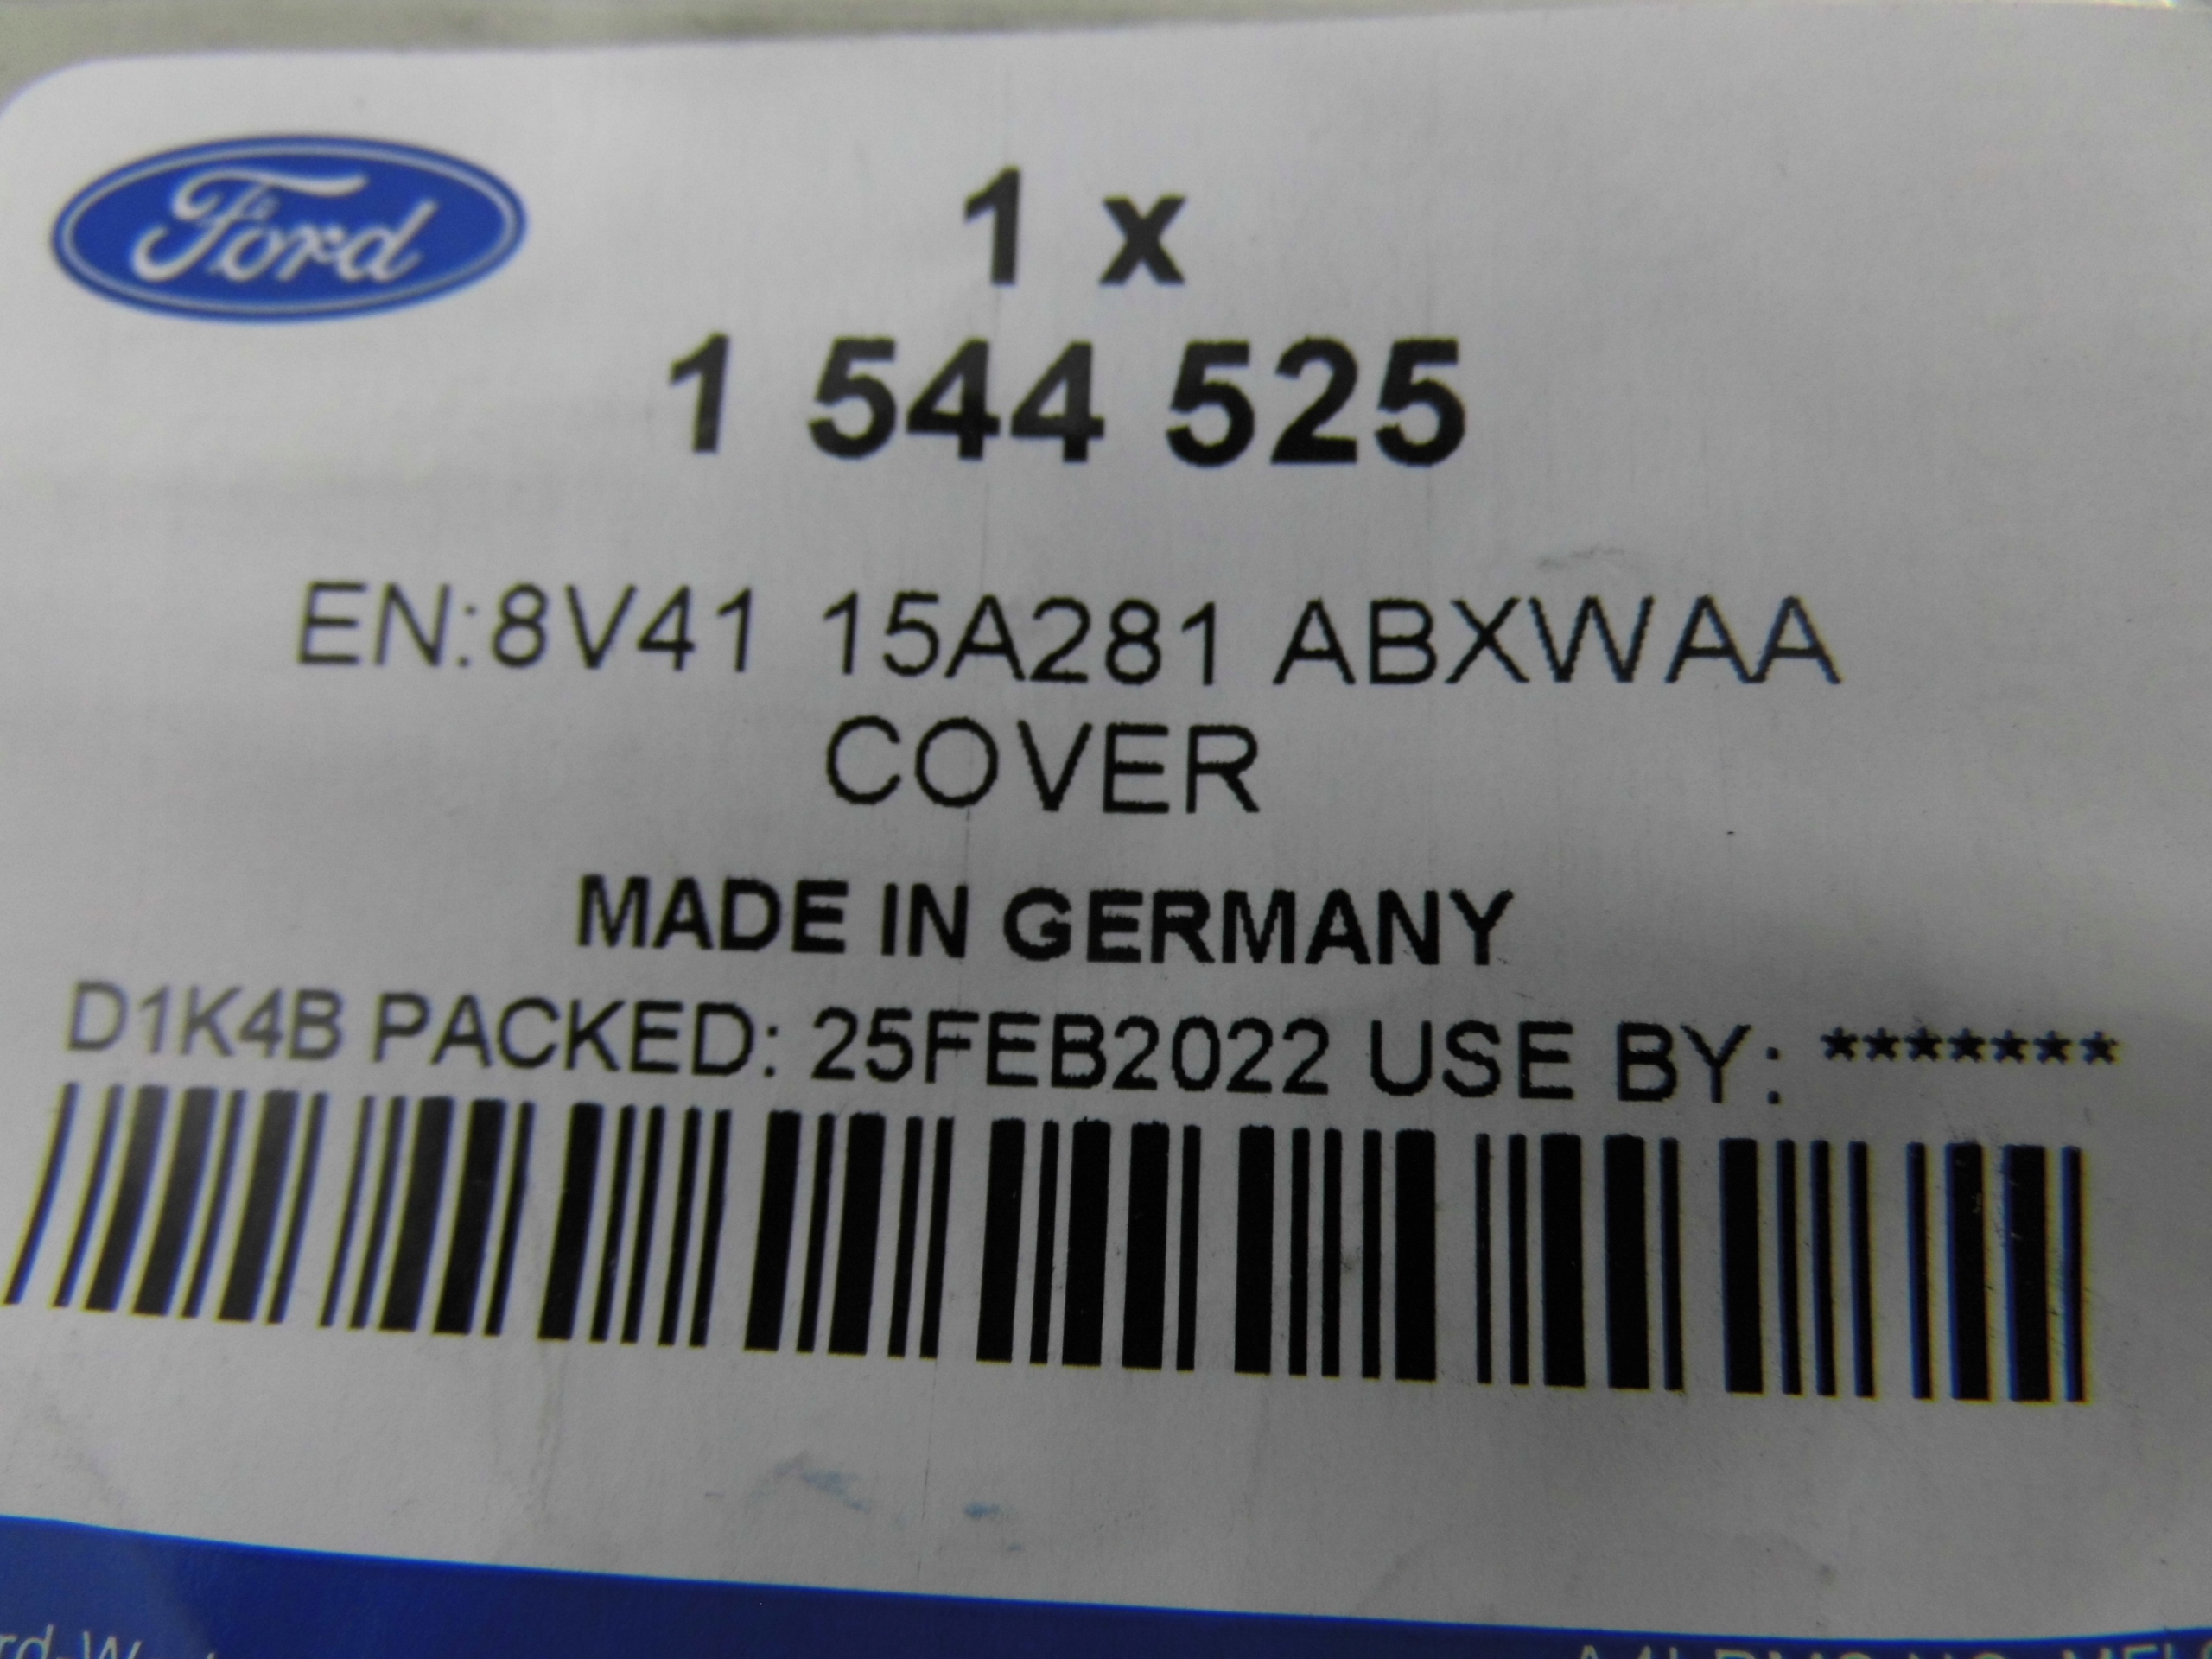 Ford
1 x
1 544 525
EN:8V41 15A281 ABXWAA
COVER
MADE IN GERMANY
D1K4B PACKED: 25FEB2022 USE BY: *******